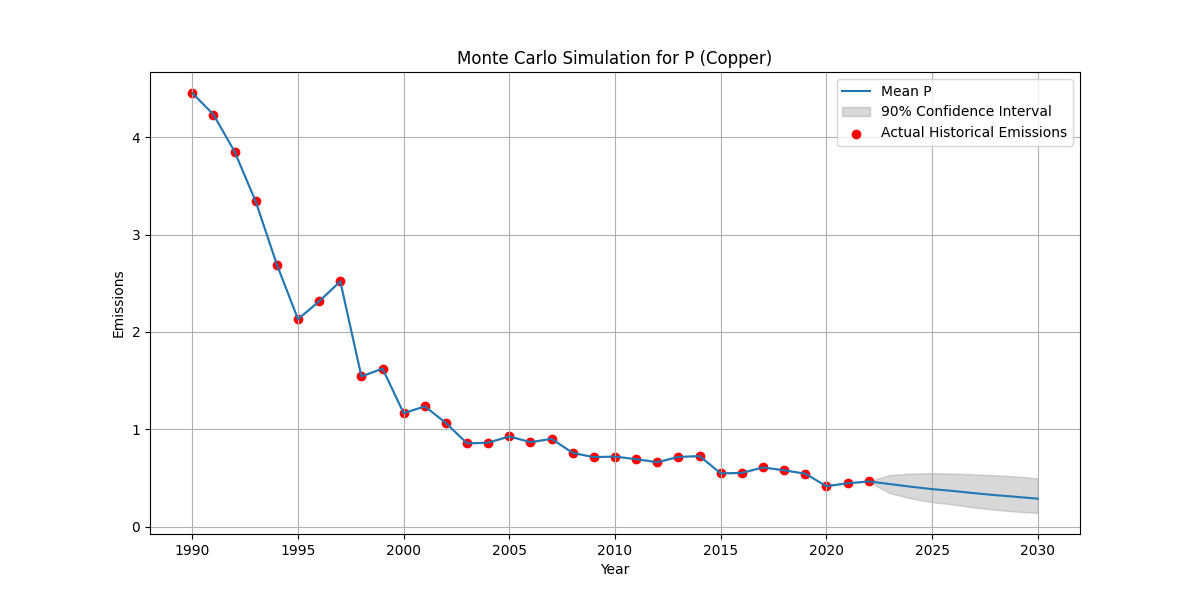 Monte Carlo Simulation for P (Copper)
Mean P
90% Confidence Interval
Actual Historical Emissions
Emissions
4
3
2
1
0
1990 1995 2000 2005 2010 2015 2020 2025 2030
Year